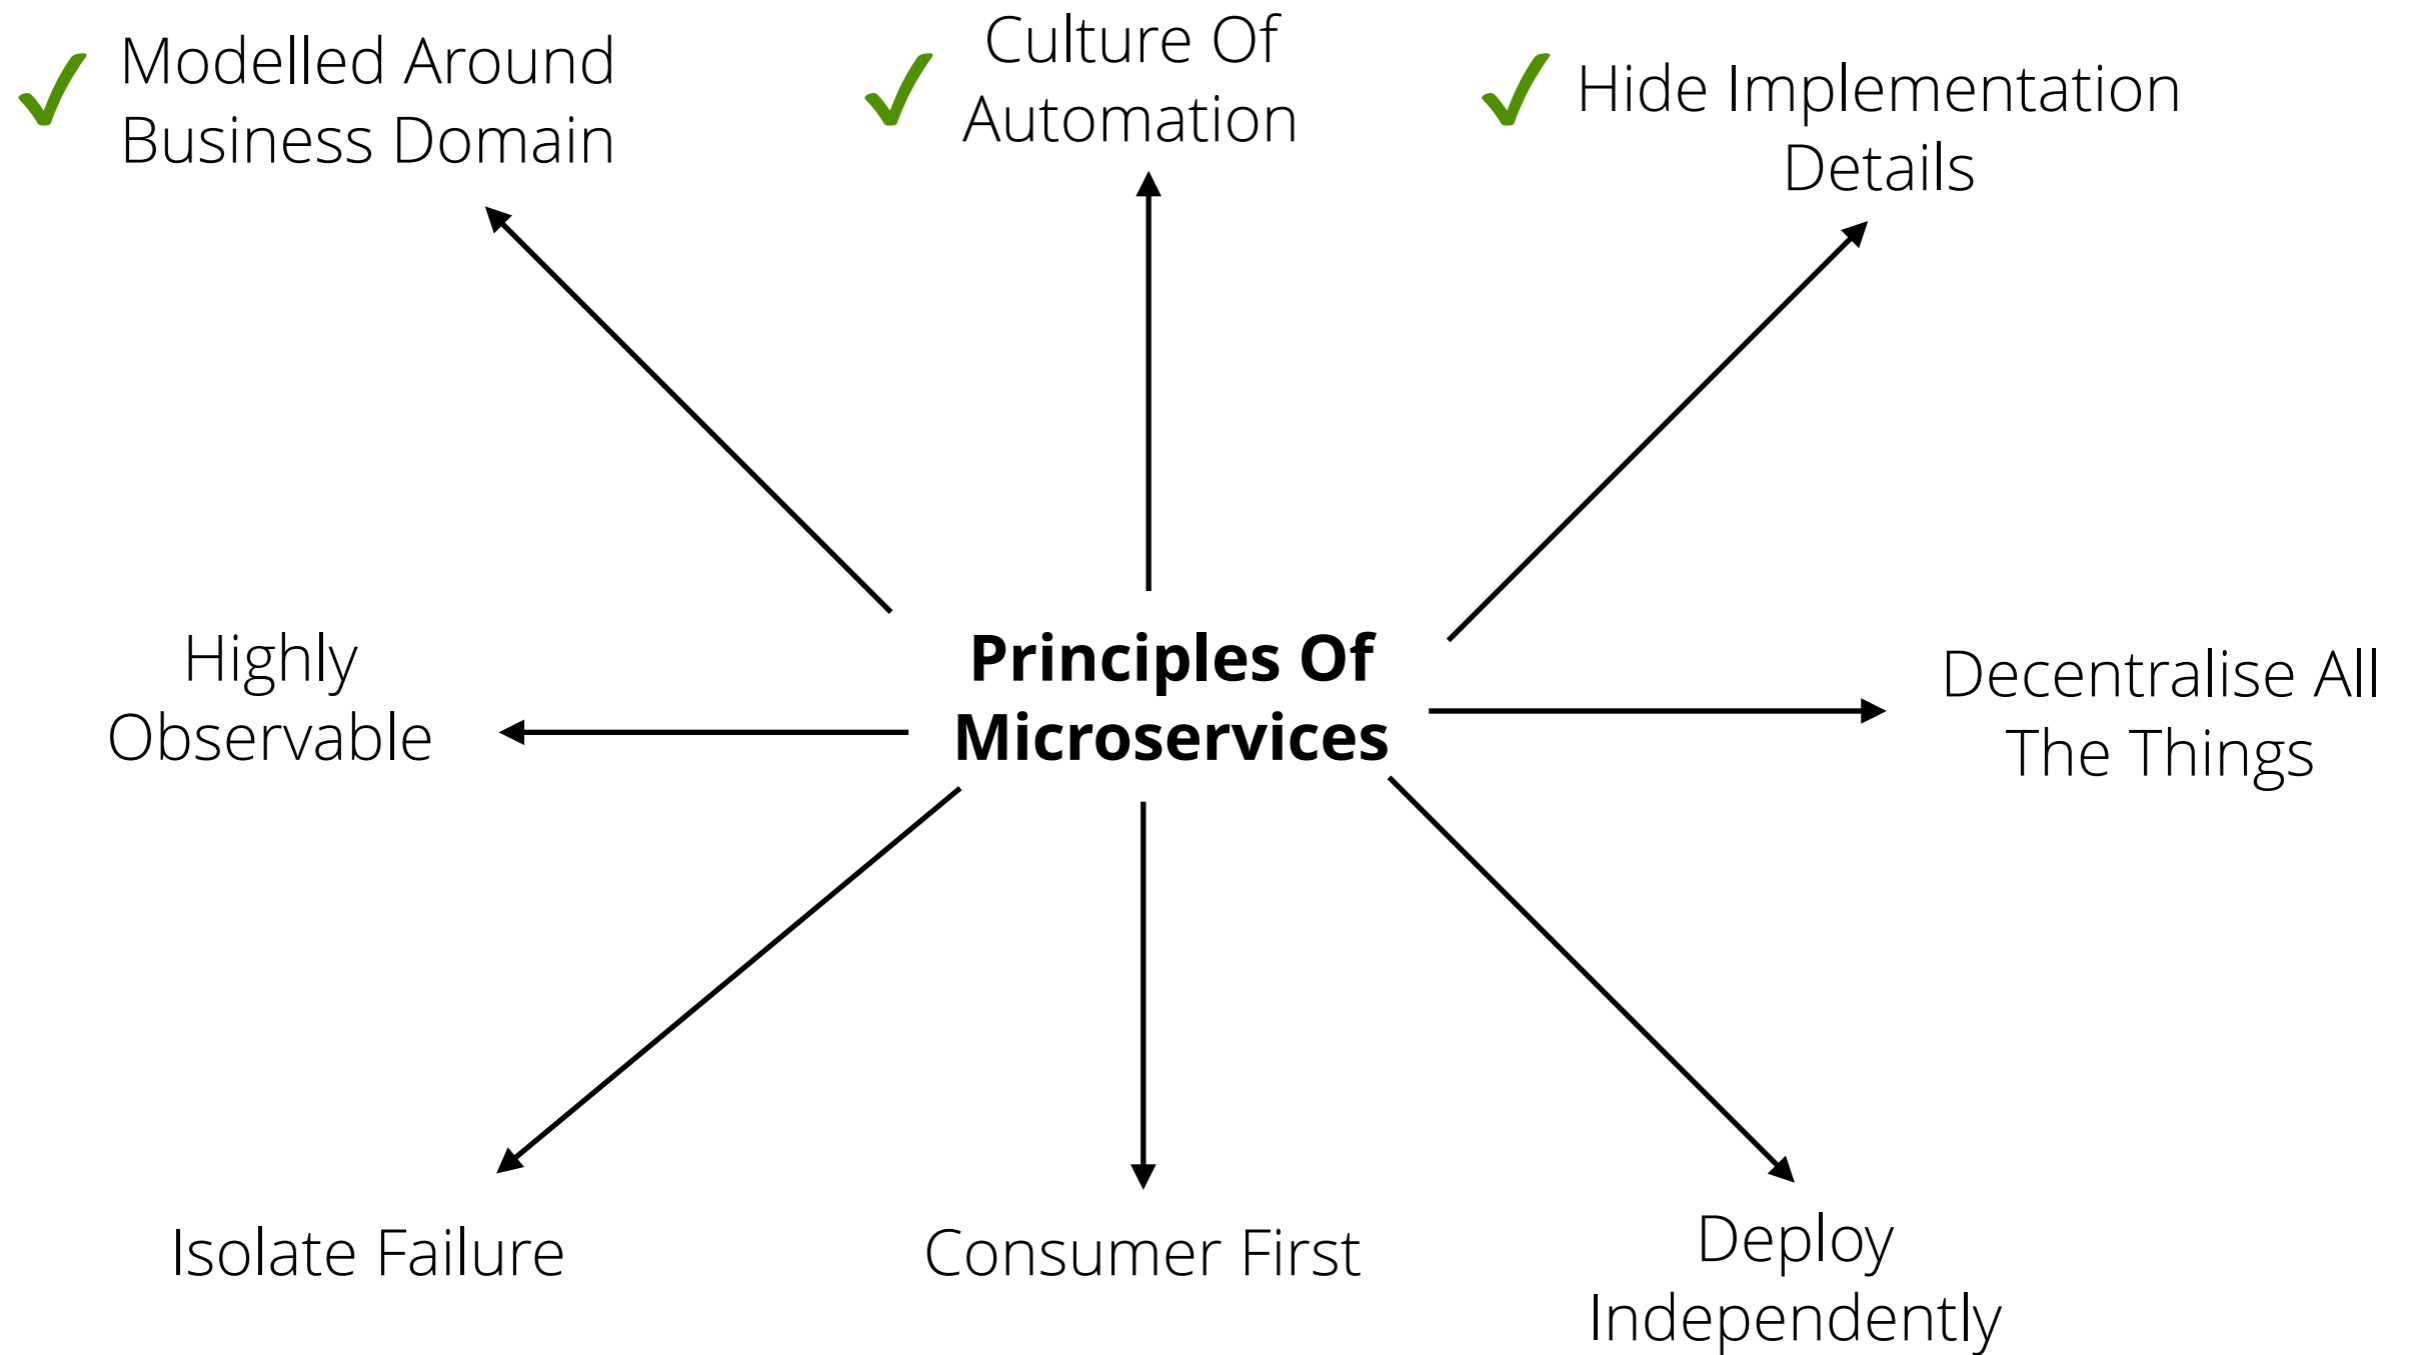 Modelled Around
Business Domain
Culture Of
Automation
Hide Implementation
Details
Highly
Observable
Principles Of
Microservices
Decentralise All
The Things
Isolate Failure
Consumer First
Deploy
Independently